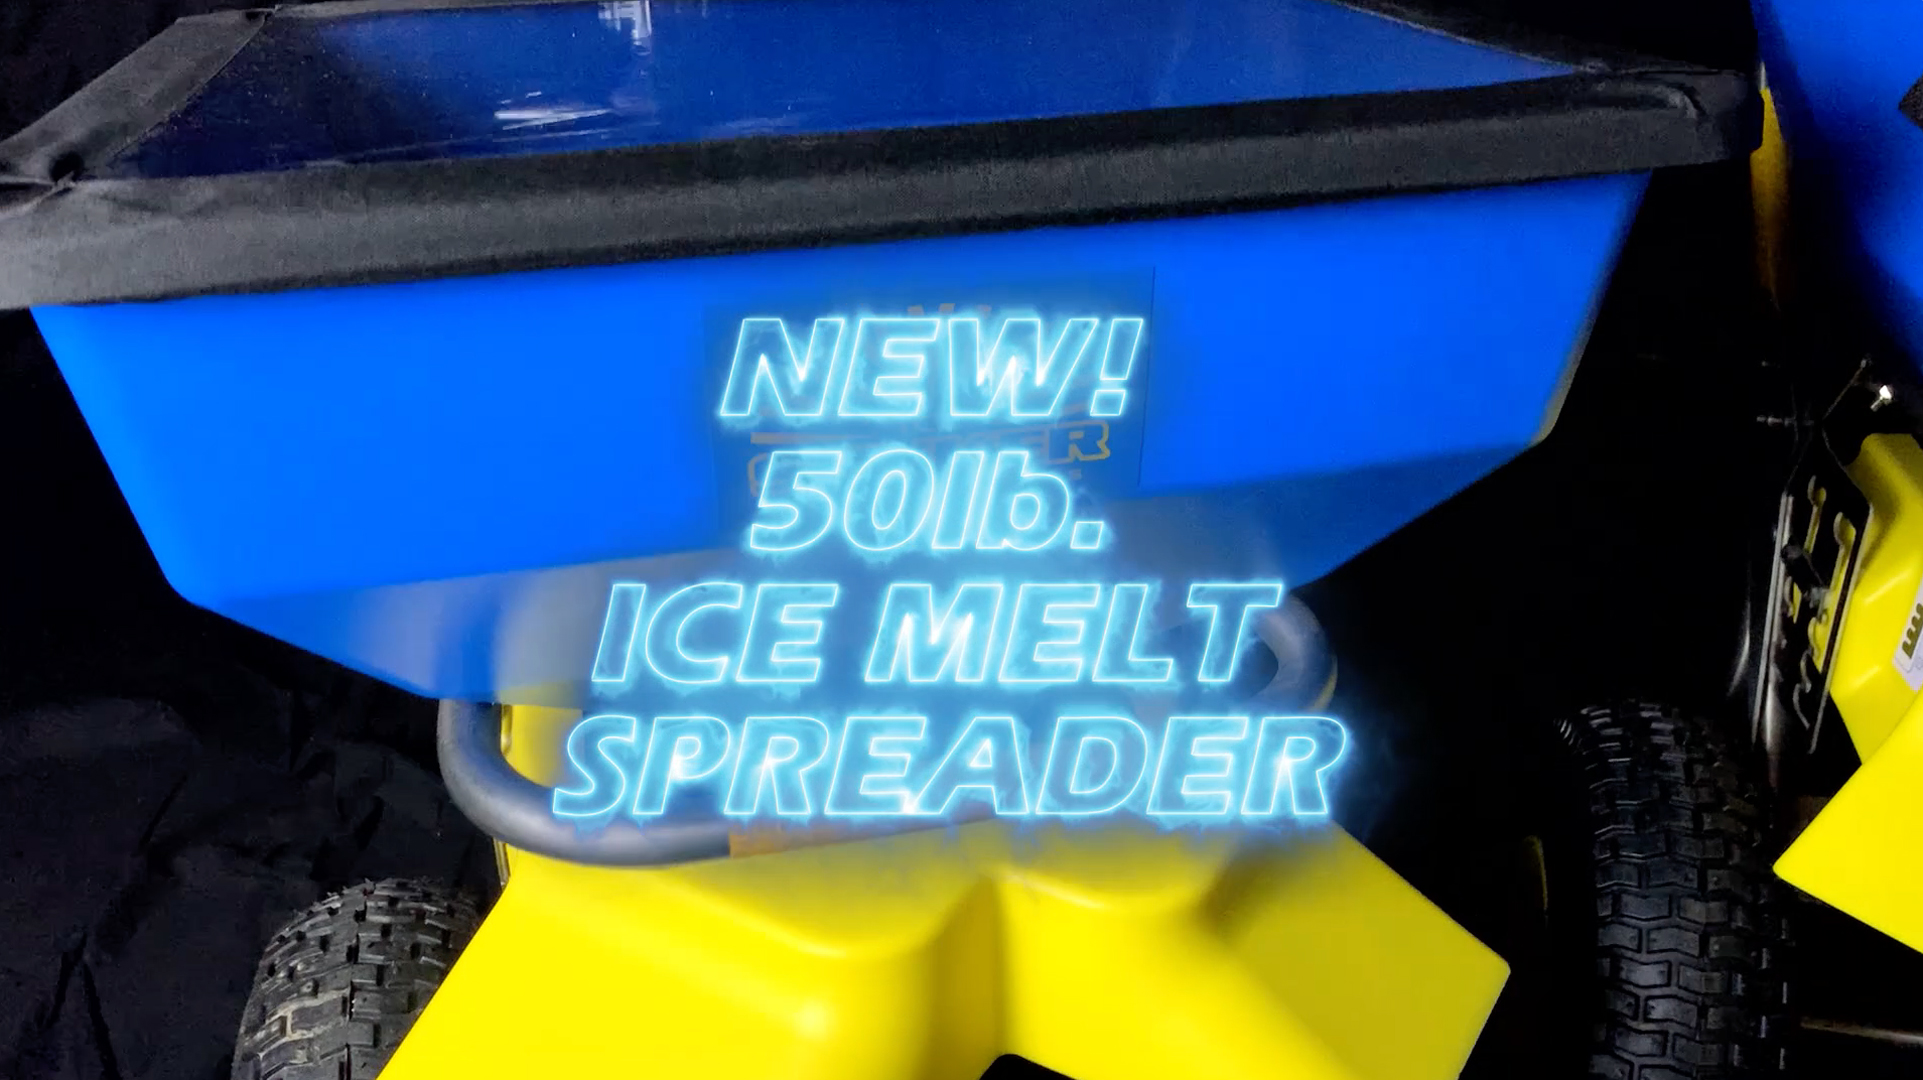 NEW!
50lb.
ICE MELT
SPREADER